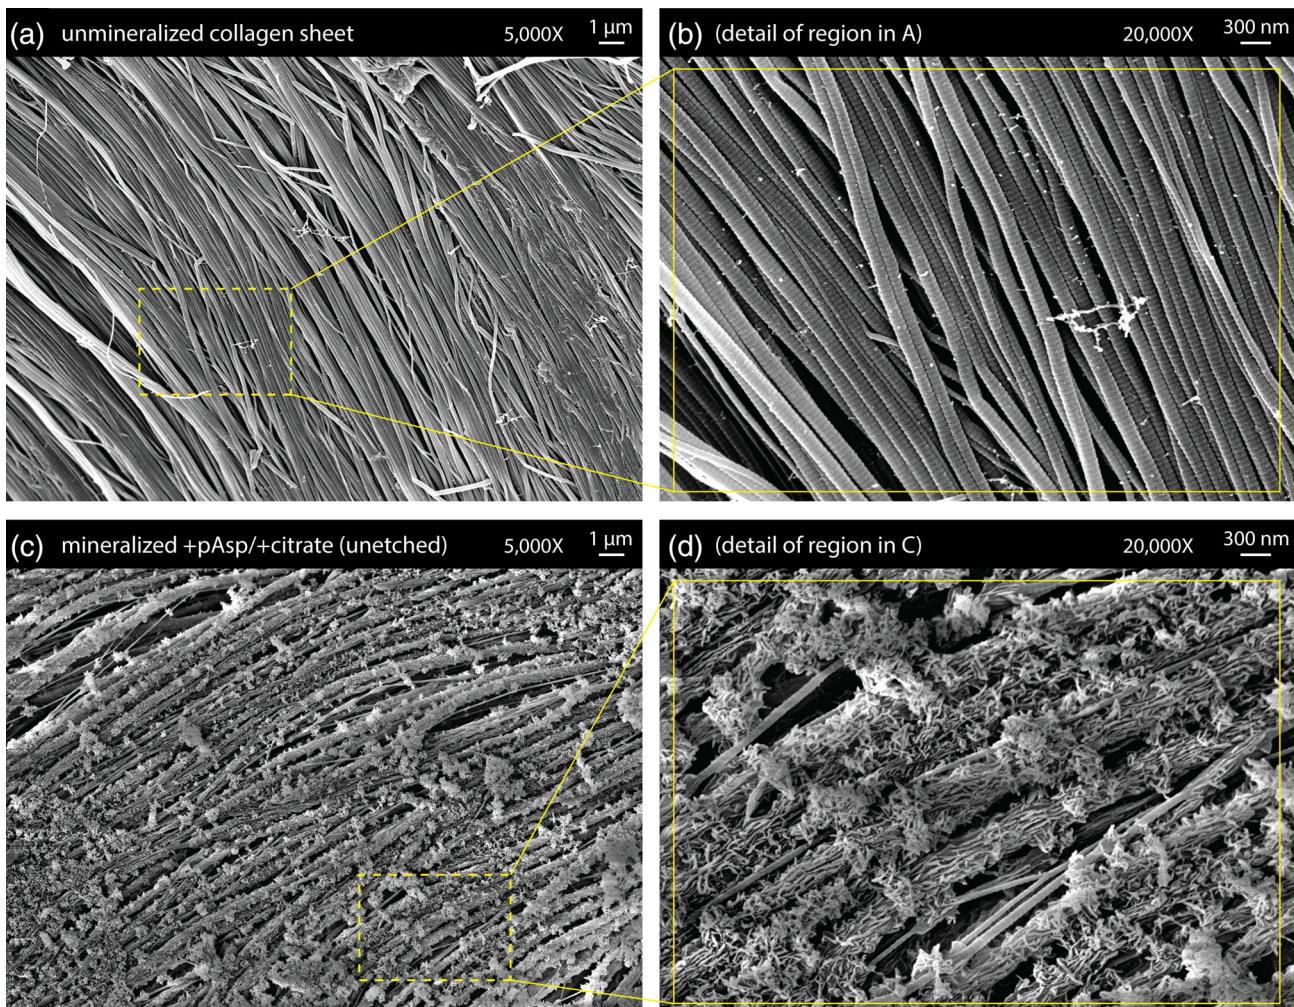 (a) unmineralized collagen sheet 5,000X 1 µm
(b) (detail of region in A) 20,000X 300 nm
(c) mineralized +pAsp/+citrate (unetched) 5,000X 1 µm
(d) (detail of region in C) 20,000X 300 nm